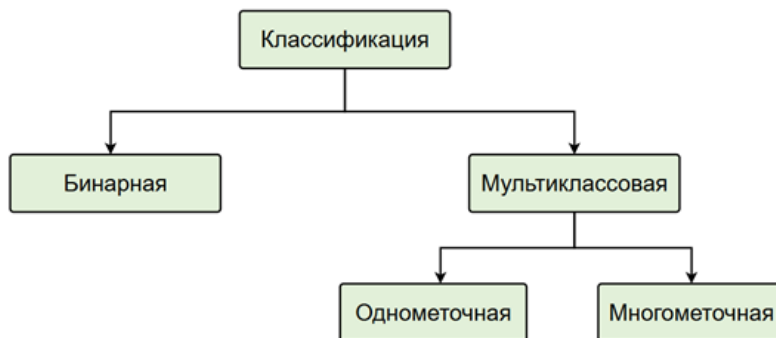 Классификация
Бинарная
Мультиклассовая
Однометочная
Многометочная